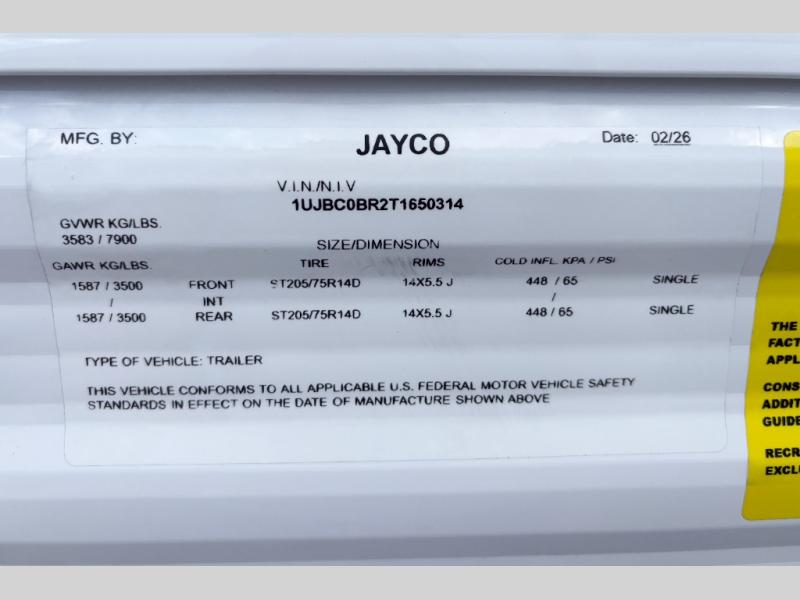 MFG. BY: JAYCO Date: 02/26
V.I.N./N.I.V
1UJBC0BR2T1650314
GVWR KG/LBS.
3583 / 7900
SIZE/DIMENSION
GAWR KG/LBS. TIRE RIMS COLD INFL. KPA / PSI
1587 / 3500 FRONT ST205/75R14D 14X5.5 J 448 / 65 SINGLE
/ INT /
1587 / 3500 REAR ST205/75R14D 14X5.5 J 448 / 65 SINGLE
TYPE OF VEHICLE: TRAILER
THIS VEHICLE CONFORMS TO ALL APPLICABLE U.S. FEDERAL MOTOR VEHICLE SAFETY
STANDARDS IN EFFECT ON THE DATE OF MANUFACTURE SHOWN ABOVE
THE
FACT
APPL
CONS
ADDIT
GUIDE
RECR
EXCL